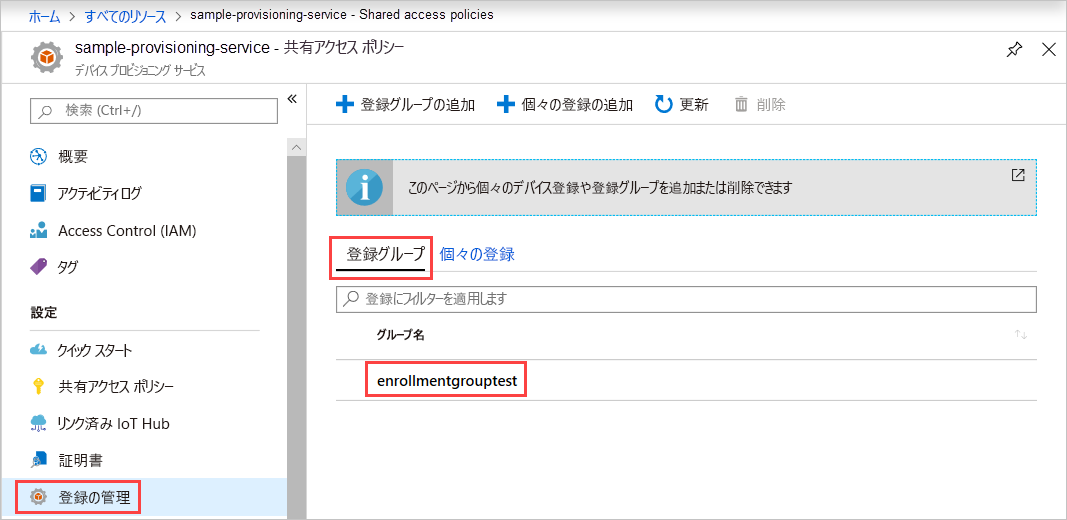 ホーム > すべてのリソース > sample-provisioning-service - Shared access policies
sample-provisioning-service - 共有アクセス ポリシー
デバイス プロビジョニング サービス
検索 (Ctrl+/)
概要
アクティビティ ログ
Access Control (IAM)
タグ
設定
クイック スタート
共有アクセス ポリシー
リンク済み IoT Hub
証明書
登録の管理
登録グループの追加 個々の登録の追加 更新 削除
このページから個々のデバイス登録や登録グループを追加または削除できます
登録グループ 個々の登録
登録にフィルターを適用します
グループ名
enrollmentgrouptest